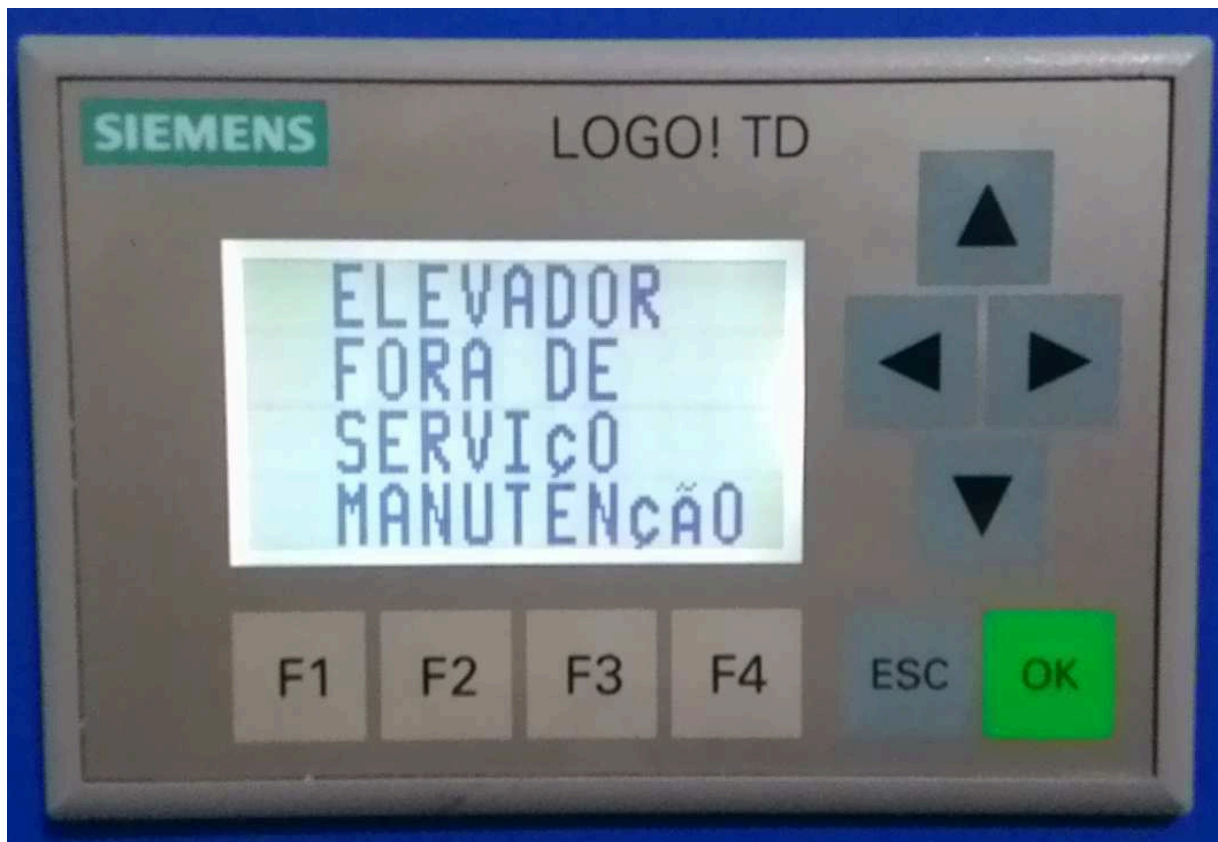 SIEMENS
LOGO! TD
ELEVADOR
FORA DE
SERVIçO
MANUTENçãO
F1 F2 F3 F4 ESC OK